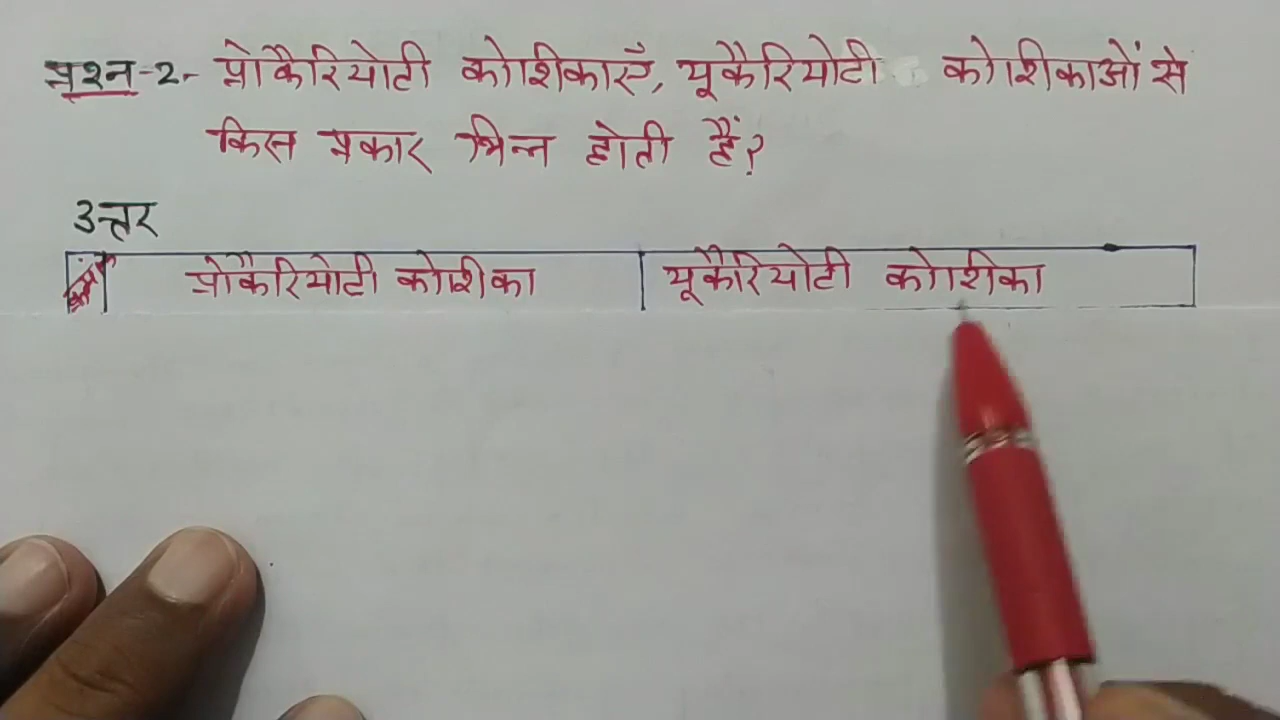 प्रश्न-2- प्रोकैरियोटी कोशिकाएँ, यूकैरियोटी कोशिकाओं से
किस प्रकार भिन्न होती हैं?
उत्तर
प्रोकैरियोटी कोशिका यूकैरियोटी कोशिका